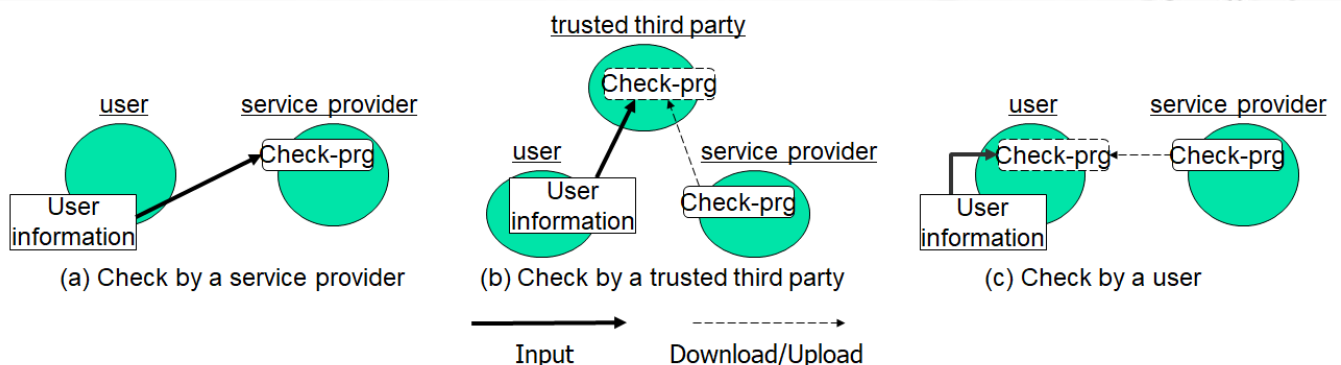 user
service provider
Check-prg
User
information
(a) Check by a service provider
trusted third party
Check-prg
user
service provider
User
information
Check-prg
(b) Check by a trusted third party
user
service provider
Check-prg
Check-prg
User
information
(c) Check by a user
Input
Download/Upload